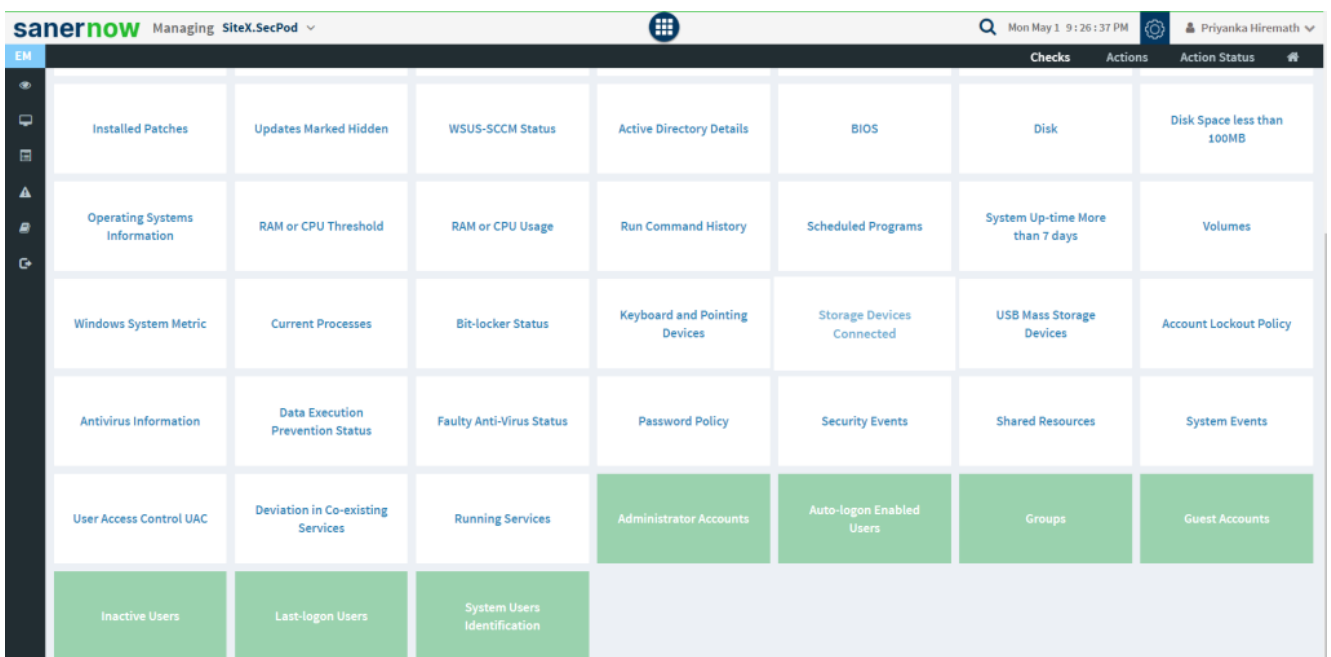 sanernow Managing SiteX.SecPod Mon May 1 9:26:37 PM Priyanka Hiremath
EM Checks Actions Action Status
Installed Patches
Updates Marked Hidden
WSUS-SCCM Status
Active Directory Details
BIOS
Disk
Disk Space less than
100MB
Operating Systems
Information
RAM or CPU Threshold
RAM or CPU Usage
Run Command History
Scheduled Programs
System Up-time More
than 7 days
Volumes
Windows System Metric
Current Processes
Bit-locker Status
Keyboard and Pointing
Devices
Storage Devices
Connected
USB Mass Storage
Devices
Account Lockout Policy
Antivirus Information
Data Execution
Prevention Status
Faulty Anti-Virus Status
Password Policy
Security Events
Shared Resources
System Events
User Access Control UAC
Deviation in Co-existing
Services
Running Services
Administrator Accounts
Auto-logon Enabled
Users
Groups
Guest Accounts
Inactive Users
Last-logon Users
System Users
Identification